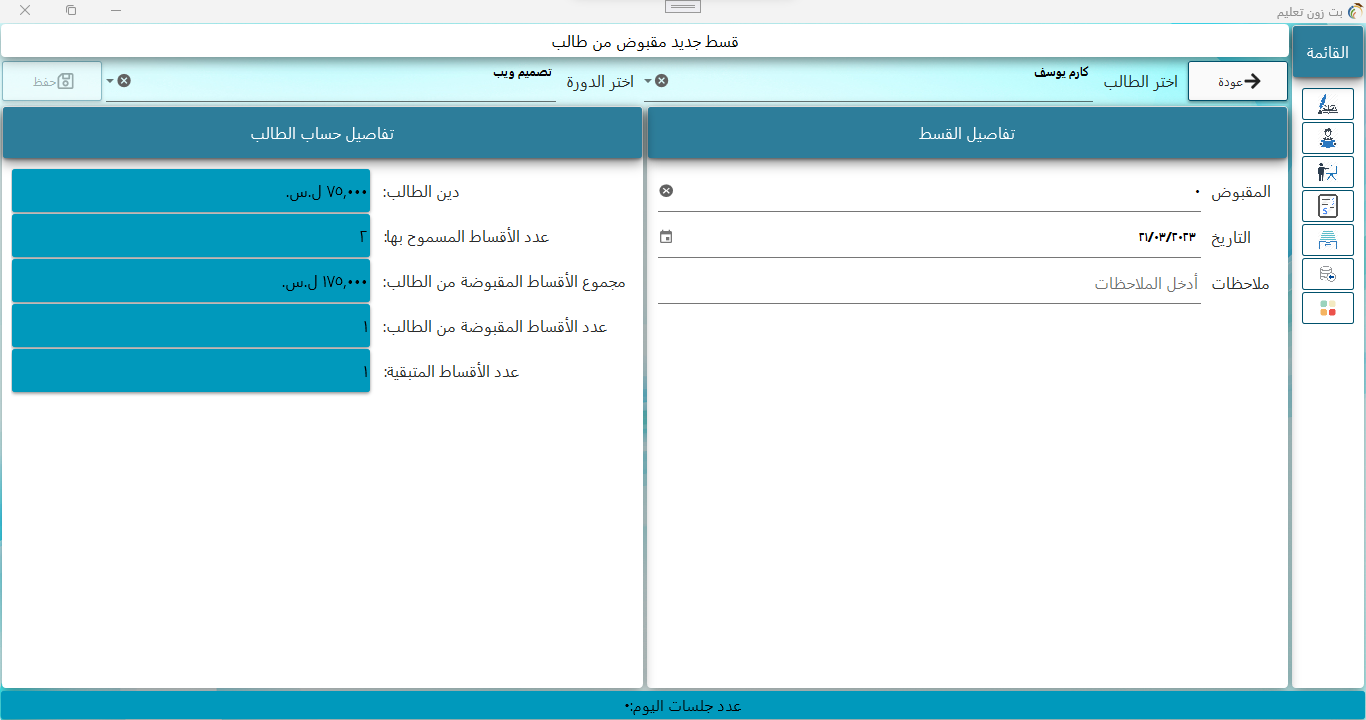 بت زون تعليم
القائمة
قسط جديد مقبوض من طالب
عودة
اختر الطالب
كارم يوسف
اختر الدورة
تصميم ويب
حفظ
تفاصيل القسط
المقبوض
٠
التاريخ
٢١/٠٣/٢٠٢٣
ملاحظات
أدخل الملاحظات
تفاصيل حساب الطالب
دين الطالب:
٧٥,٠٠٠ ل.س.
عدد الأقساط المسموح بها:
٢
مجموع الأقساط المقبوضة من الطالب:
١٧٥,٠٠٠ ل.س.
عدد الأقساط المقبوضة من الطالب:
١
عدد الأقساط المتبقية:
١
عدد جلسات اليوم:٠